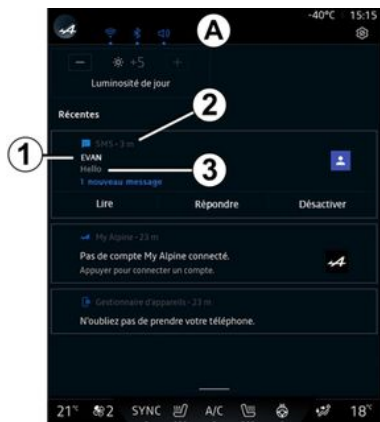 -40°C 15:15
A
+5
Luminosité de jour
2
Récentes
SMS - 3 m
1
EVAN
Hello
3
1 nouveau message
Lire Répondre Désactiver
My Alpine - 23 m
Pas de compte My Alpine connecté.
Appuyer pour connecter un compte.
Gestionnaire d'appareils - 23 m
N'oubliez pas de prendre votre téléphone.
21°C 2 SYNC A/C 18°C